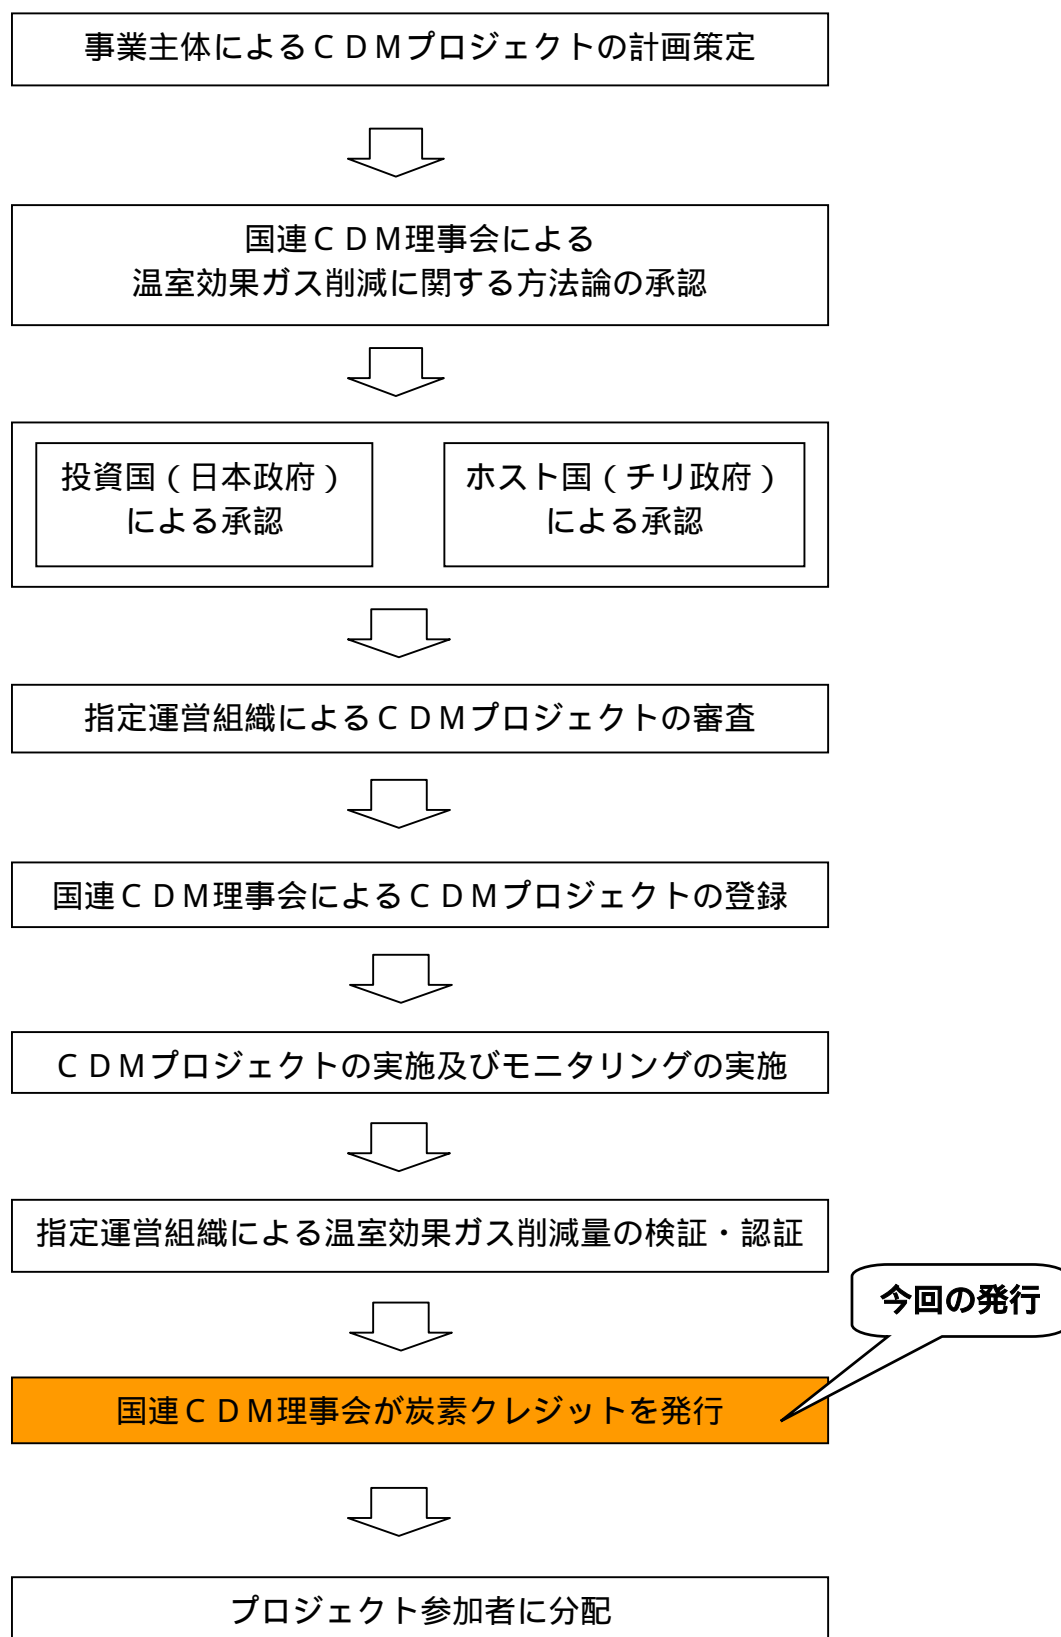 事業主体によるＣＤＭプロジェクトの計画策定
国連ＣＤＭ理事会による
温室効果ガス削減に関する方法論の承認
投資国（日本政府）
による承認
ホスト国（チリ政府）
による承認
指定運営組織によるＣＤＭプロジェクトの審査
国連ＣＤＭ理事会によるＣＤＭプロジェクトの登録
ＣＤＭプロジェクトの実施及びモニタリングの実施
指定運営組織による温室効果ガス削減量の検証・認証
今回の発行
国連ＣＤＭ理事会が炭素クレジットを発行
プロジェクト参加者に分配